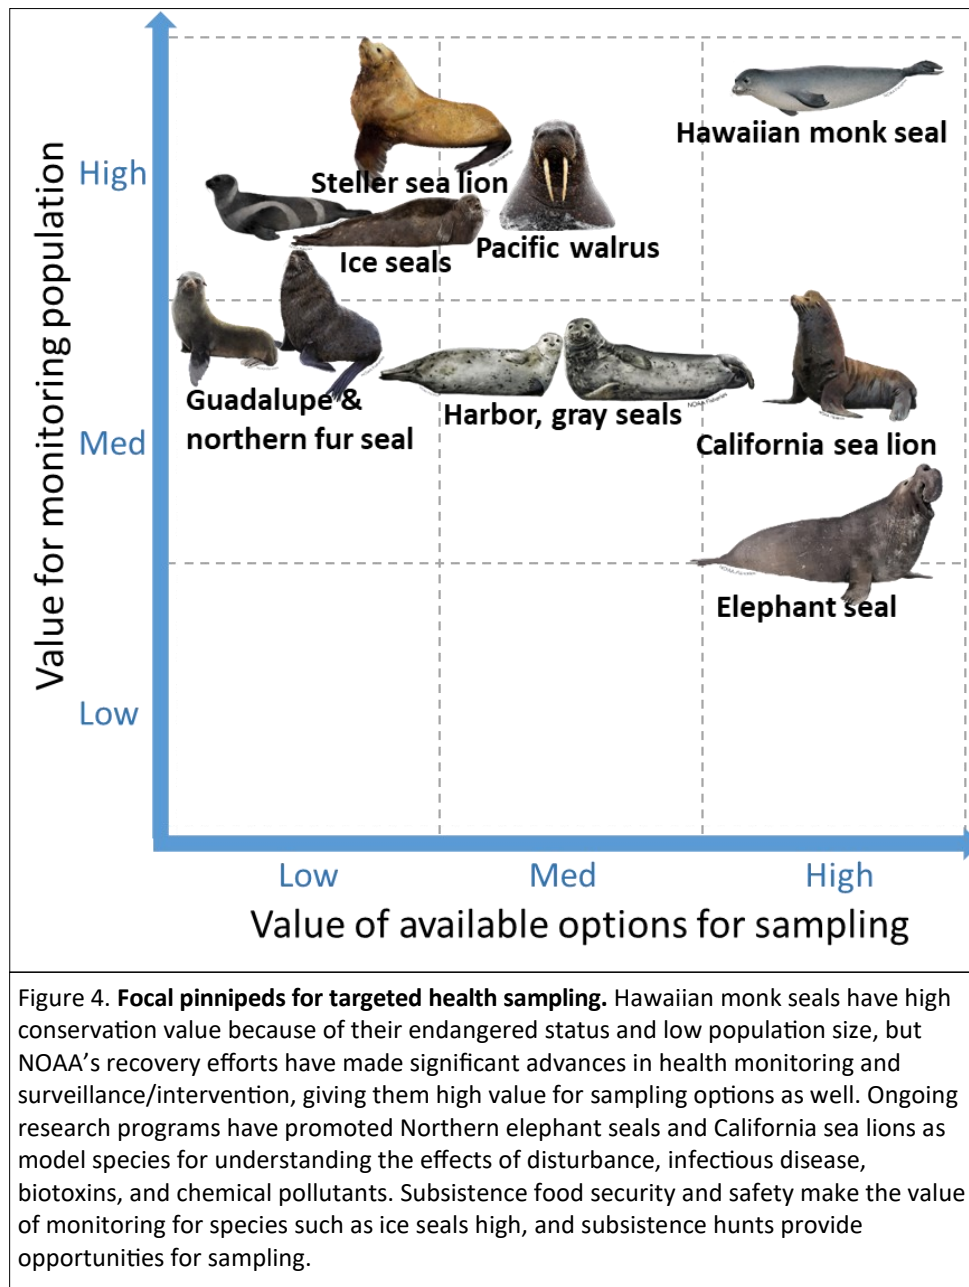 Value for monitoring population
High
Med
Low
Hawaiian monk seal
Steller sea lion
Ice seals
Pacific walrus
Guadalupe &
northern fur seal
Harbor, gray seals
NOAA Fisheries
California sea lion
Elephant seal
Low
Med
High
Value of available options for sampling
Figure 4. Focal pinnipeds for targeted health sampling. Hawaiian monk seals have high
conservation value because of their endangered status and low population size, but
NOAA's recovery efforts have made significant advances in health monitoring and
surveillance/intervention, giving them high value for sampling options as well. Ongoing
research programs have promoted Northern elephant seals and California sea lions as
model species for understanding the effects of disturbance, infectious disease,
biotoxins, and chemical pollutants. Subsistence food security and safety make the value
of monitoring for species such as ice seals high, and subsistence hunts provide
opportunities for sampling.